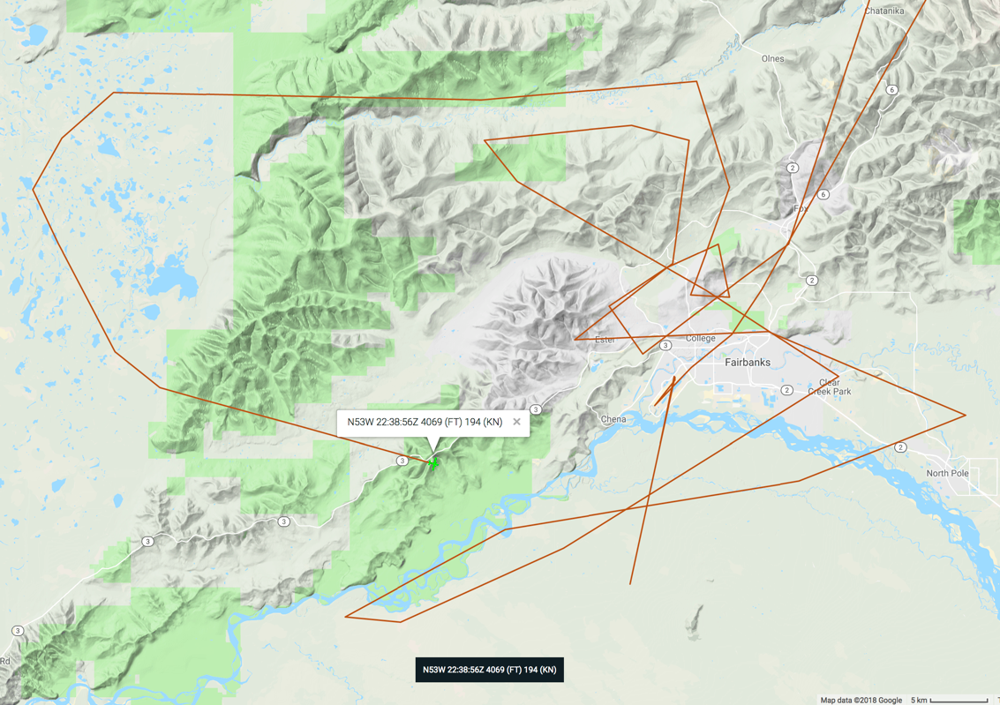 Chatanika
Olnes
6
2
6
Fox
2
Ester
3
College
Fairbanks
2
Clear
Creek Park
3
Chena
N53W 22:38:56Z 4069 (FT) 194 (KN) ×
3
2
North Pole
3
3
3
Rd
N53W 22:38:56Z 4069 (FT) 194 (KN)
Map data ©2018 Google 5 km